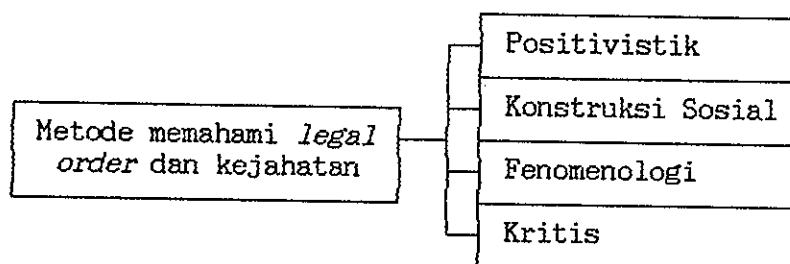 Metode memahami legal
order dan kejahatan
Positivistik
Konstruksi Sosial
Fenomenologi
Kritis